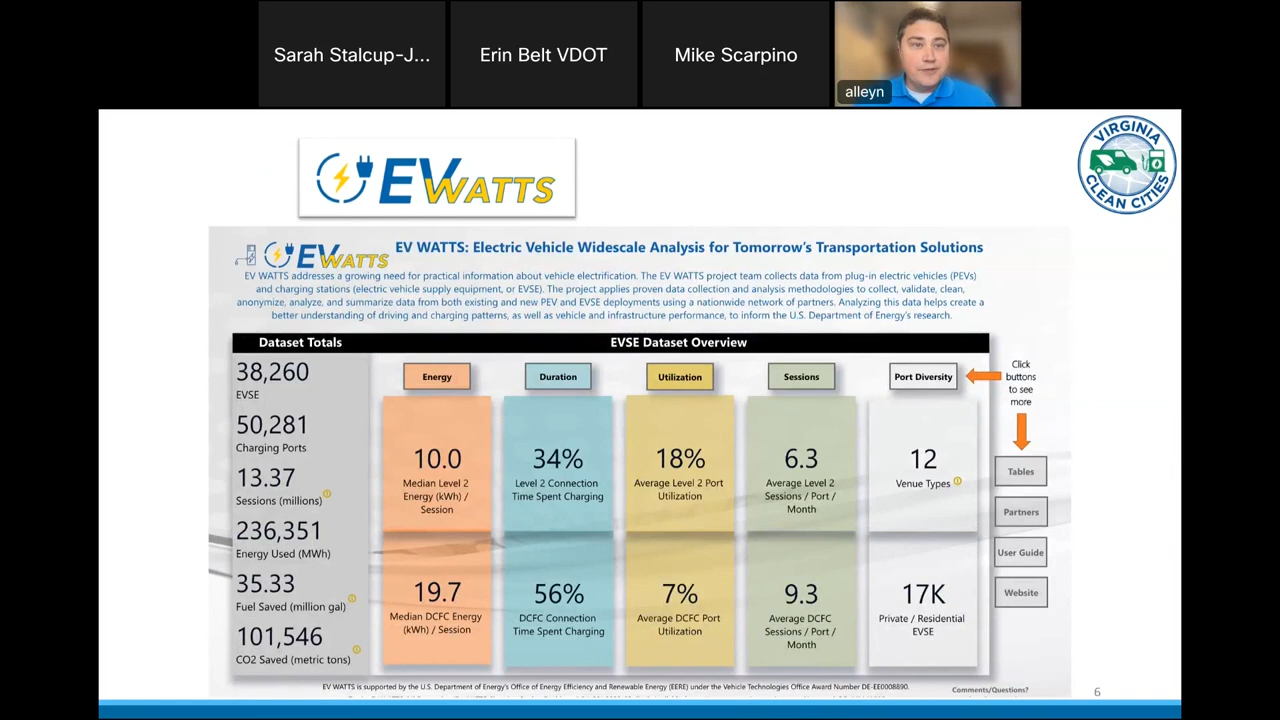 Sarah Stalcup-J...
Erin Belt VDOT
Mike Scarpino
alleyn
VIRGINIA
CLEAN CITIES
EVWATTS
EVWATTS
EV WATTS: Electric Vehicle Widescale Analysis for Tomorrow's Transportation Solutions
EV WATTS addresses a growing need for practical information about vehicle electrification. The EV WATTS project team collects data from plug-in electric vehicles (PEVs)
and charging stations (electric vehicle supply equipment, or EVSE). The project applies proven data collection and analysis methodologies to collect, validate, clean,
anonymize, analyze, and summarize data from both existing and new PEV and EVSE deployments using a nationwide network of partners. Analyzing this data helps create a
better understanding of driving and charging patterns, as well as vehicle and infrastructure performance, to inform the U.S. Department of Energy's research.
Dataset Totals
38,260
EVSE
50,281
Charging Ports
13.37
Sessions (millions)
236,351
Energy Used (MWh)
35.33
Fuel Saved (million gal)
101,546
CO2 Saved (metric tons)
EVSE Dataset Overview
Energy
10.0
Median Level 2
Energy (kWh) /
Session
19.7
Median DCFC Energy
(kWh) / Session
Duration
34%
Level 2 Connection
Time Spent Charging
56%
DCFC Connection
Time Spent Charging
Utilization
18%
Average Level 2 Port
Utilization
7%
Average DCFC Port
Utilization
Sessions
6.3
Average Level 2
Sessions / Port /
Month
9.3
Average DCFC
Sessions / Port /
Month
Port Diversity
12
Venue Types
17K
Private / Residential
EVSE
Click
buttons
to see
more
Tables
Partners
User Guide
Website
EV WATTS is supported by the U.S. Department of Energy's Office of Energy Efficiency and Renewable Energy (EERE) under the Vehicle Technologies Office Award Number DE-EE0008890.
Comments/Questions?
6